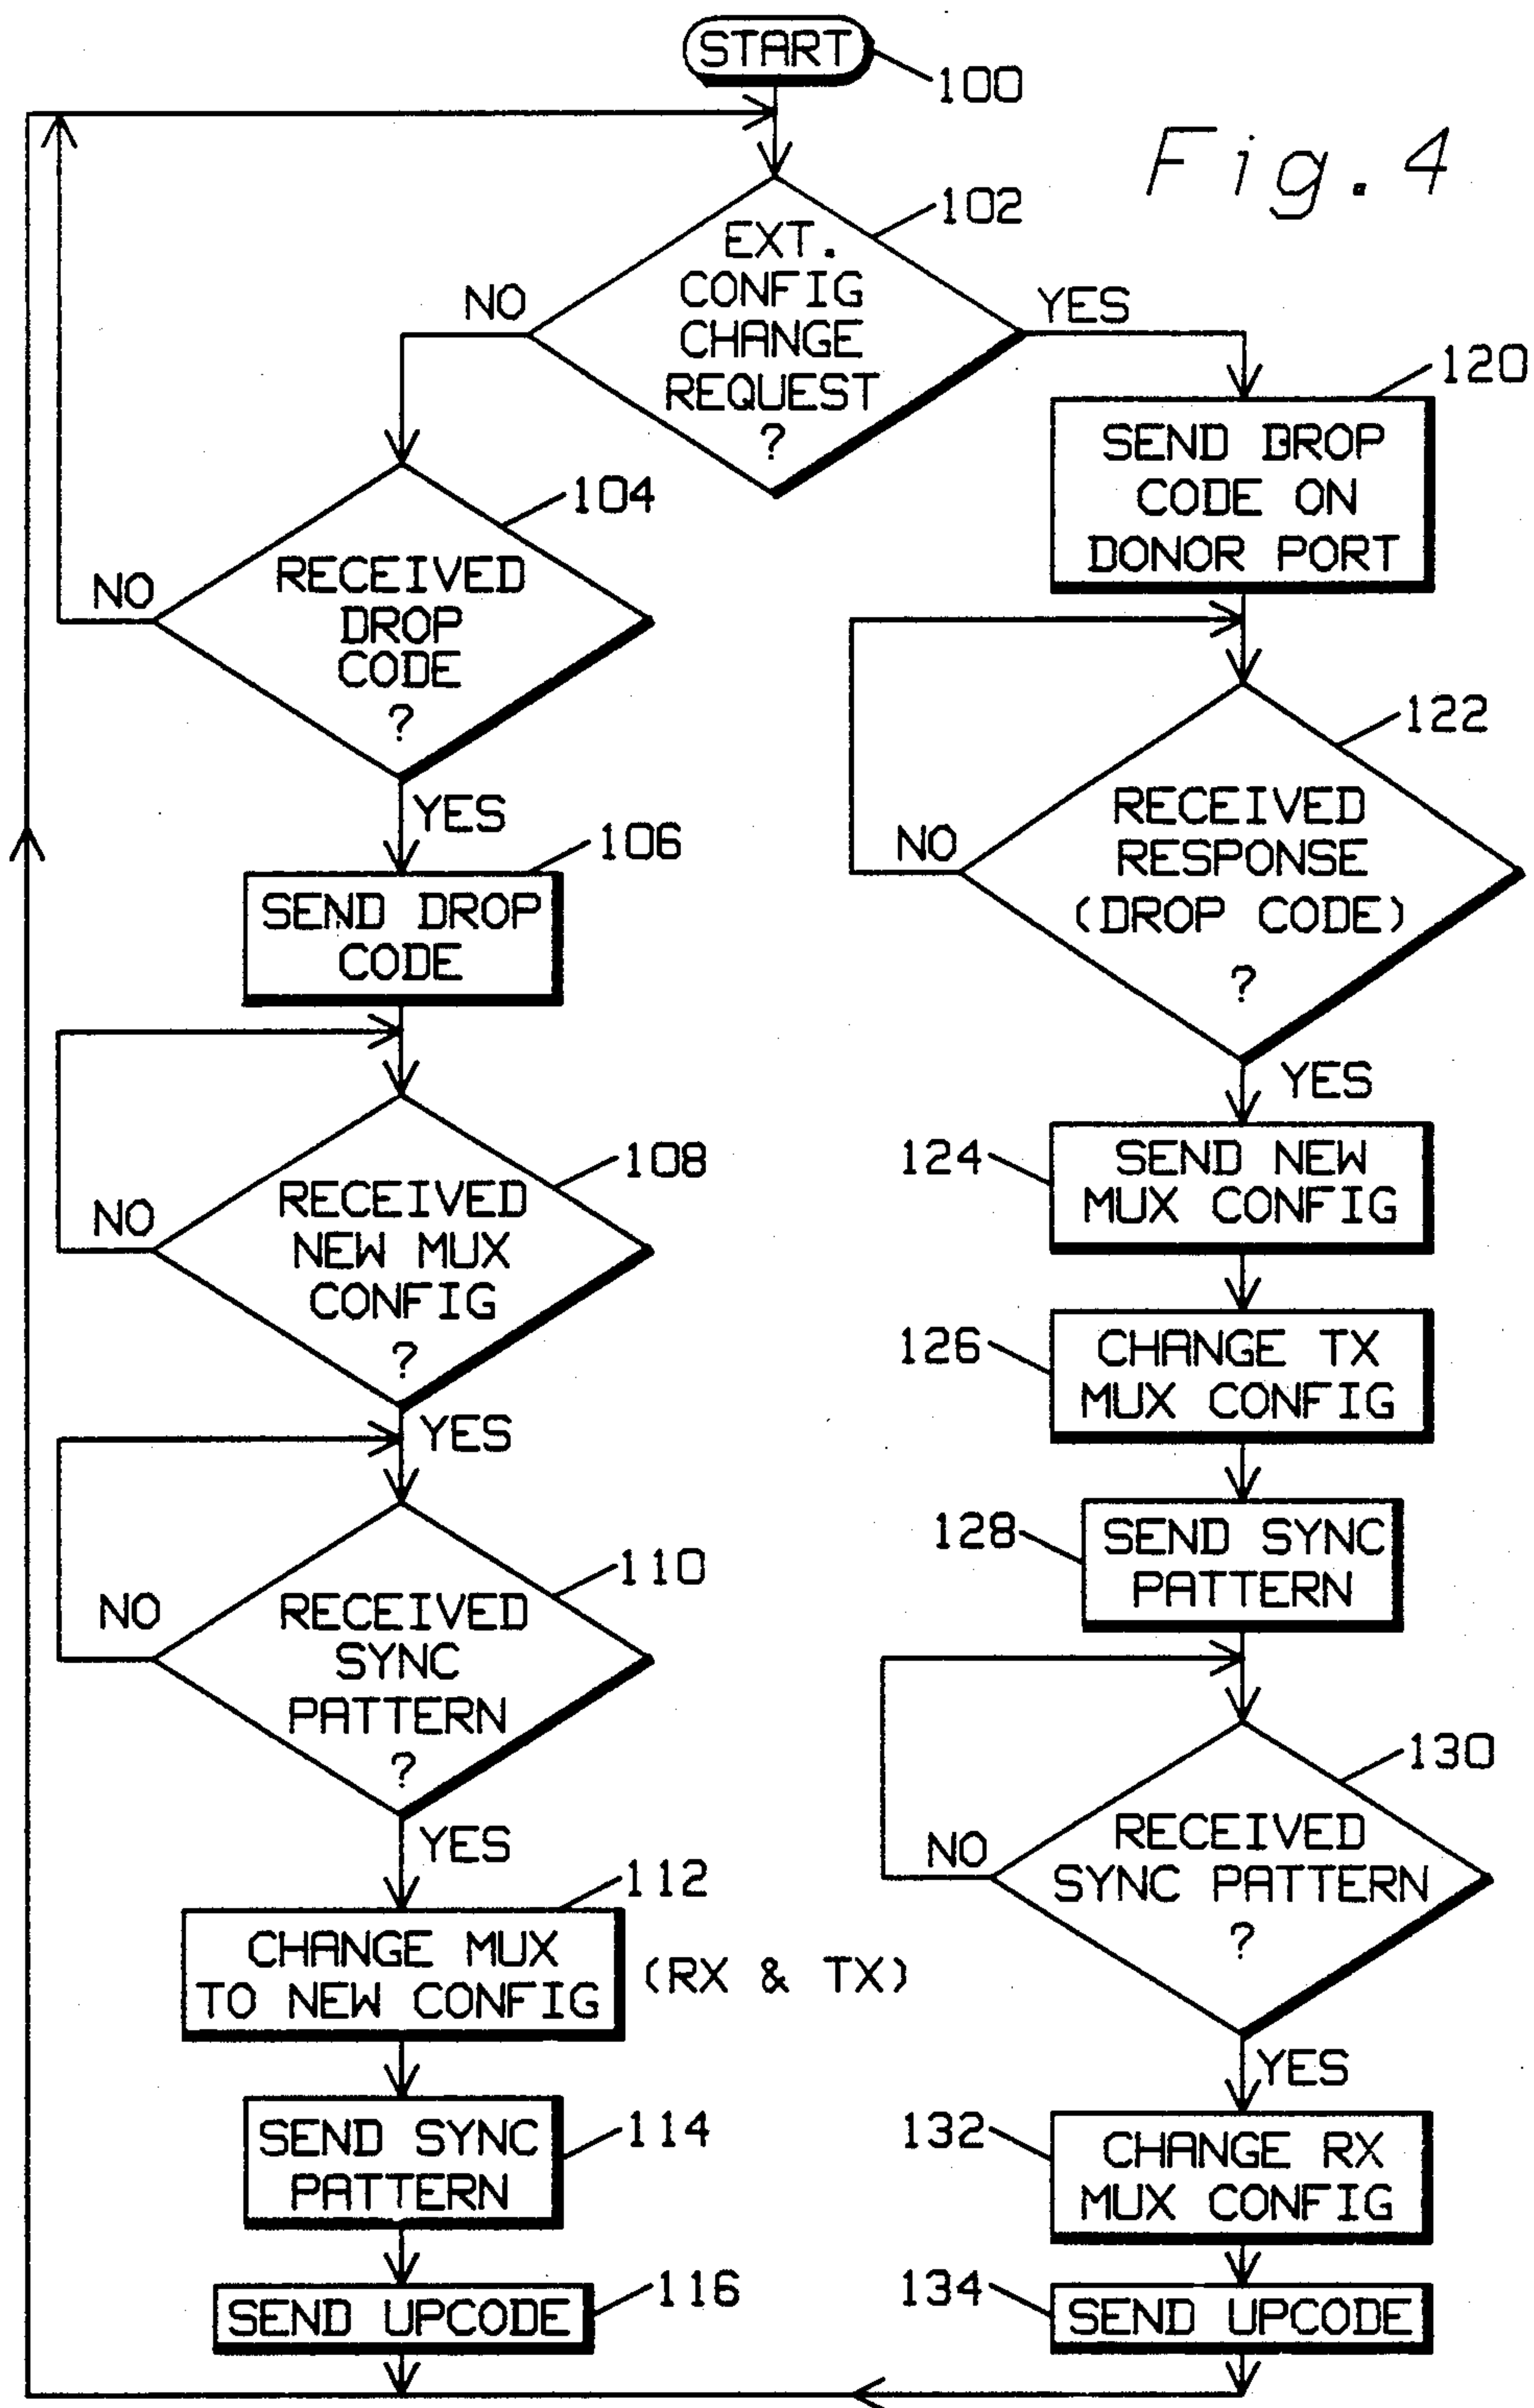 START
100
Fig. 4
102
EXT.
CONFIG
CHANGE
REQUEST
?
NO
YES
104
RECEIVED
DROP
CODE
?
NO
YES
106
SEND DROP
CODE
108
RECEIVED
NEW MUX
CONFIG
?
NO
YES
110
RECEIVED
SYNC
PATTERN
?
NO
YES
112
CHANGE MUX
TO NEW CONFIG
(RX & TX)
114
SEND SYNC
PATTERN
116
SEND UPCODE
120
SEND DROP
CODE ON
DONOR PORT
122
RECEIVED
RESPONSE
(DROP CODE)
?
NO
YES
124
SEND NEW
MUX CONFIG
126
CHANGE TX
MUX CONFIG
128
SEND SYNC
PATTERN
130
RECEIVED
SYNC PATTERN
?
NO
YES
132
CHANGE RX
MUX CONFIG
134
SEND UPCODE